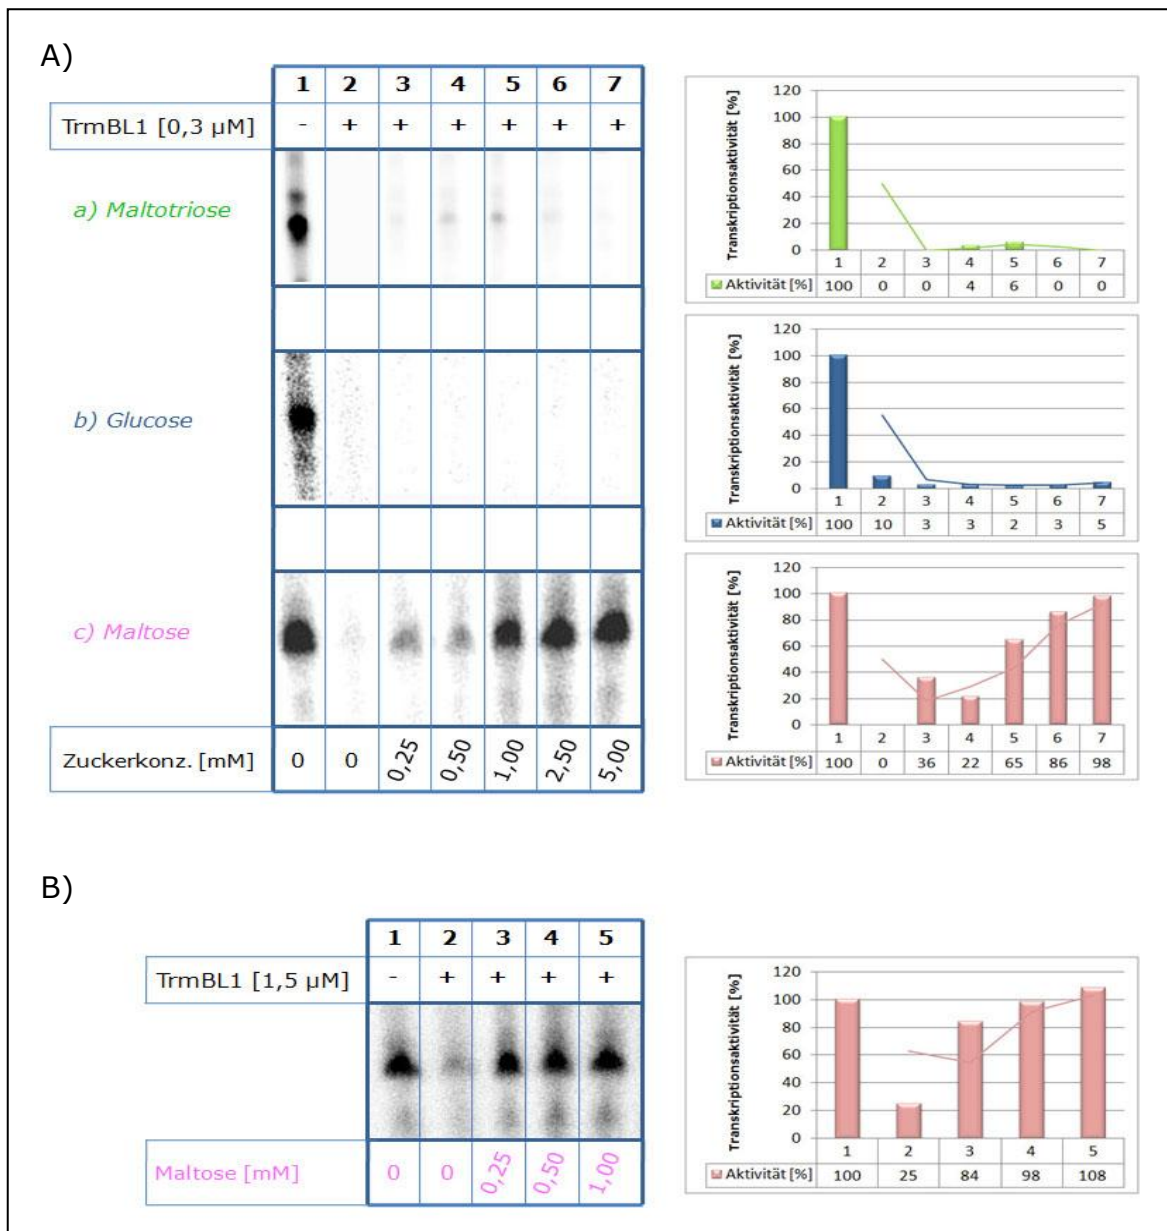 A)
1 2 3 4 5 6 7
TrmBL1 [0,3 µM] - + + + + + +
a) Maltotriose
b) Glucose
c) Maltose
Zuckerkonz. [mM] 0 0 0,25 0,50 1,00 2,50 5,00
Transkriptionsaktivität [%]
120
100
80
60
40
20
0
1 2 3 4 5 6 7
Aktivität [%] 100 0 0 4 6 0 0
Transkriptionsaktivität [%]
120
100
80
60
40
20
0
1 2 3 4 5 6 7
Aktivität [%] 100 10 3 3 2 3 5
Transkriptionsaktivität [%]
120
100
80
60
40
20
0
1 2 3 4 5 6 7
Aktivität [%] 100 0 36 22 65 86 98
B)
1 2 3 4 5
TrmBL1 [1,5 µM] - + + + +
Maltose [mM] 0 0 0,25 0,50 1,00
Transkriptionsaktivität [%]
120
100
80
60
40
20
0
1 2 3 4 5
Aktivität [%] 100 25 84 98 108